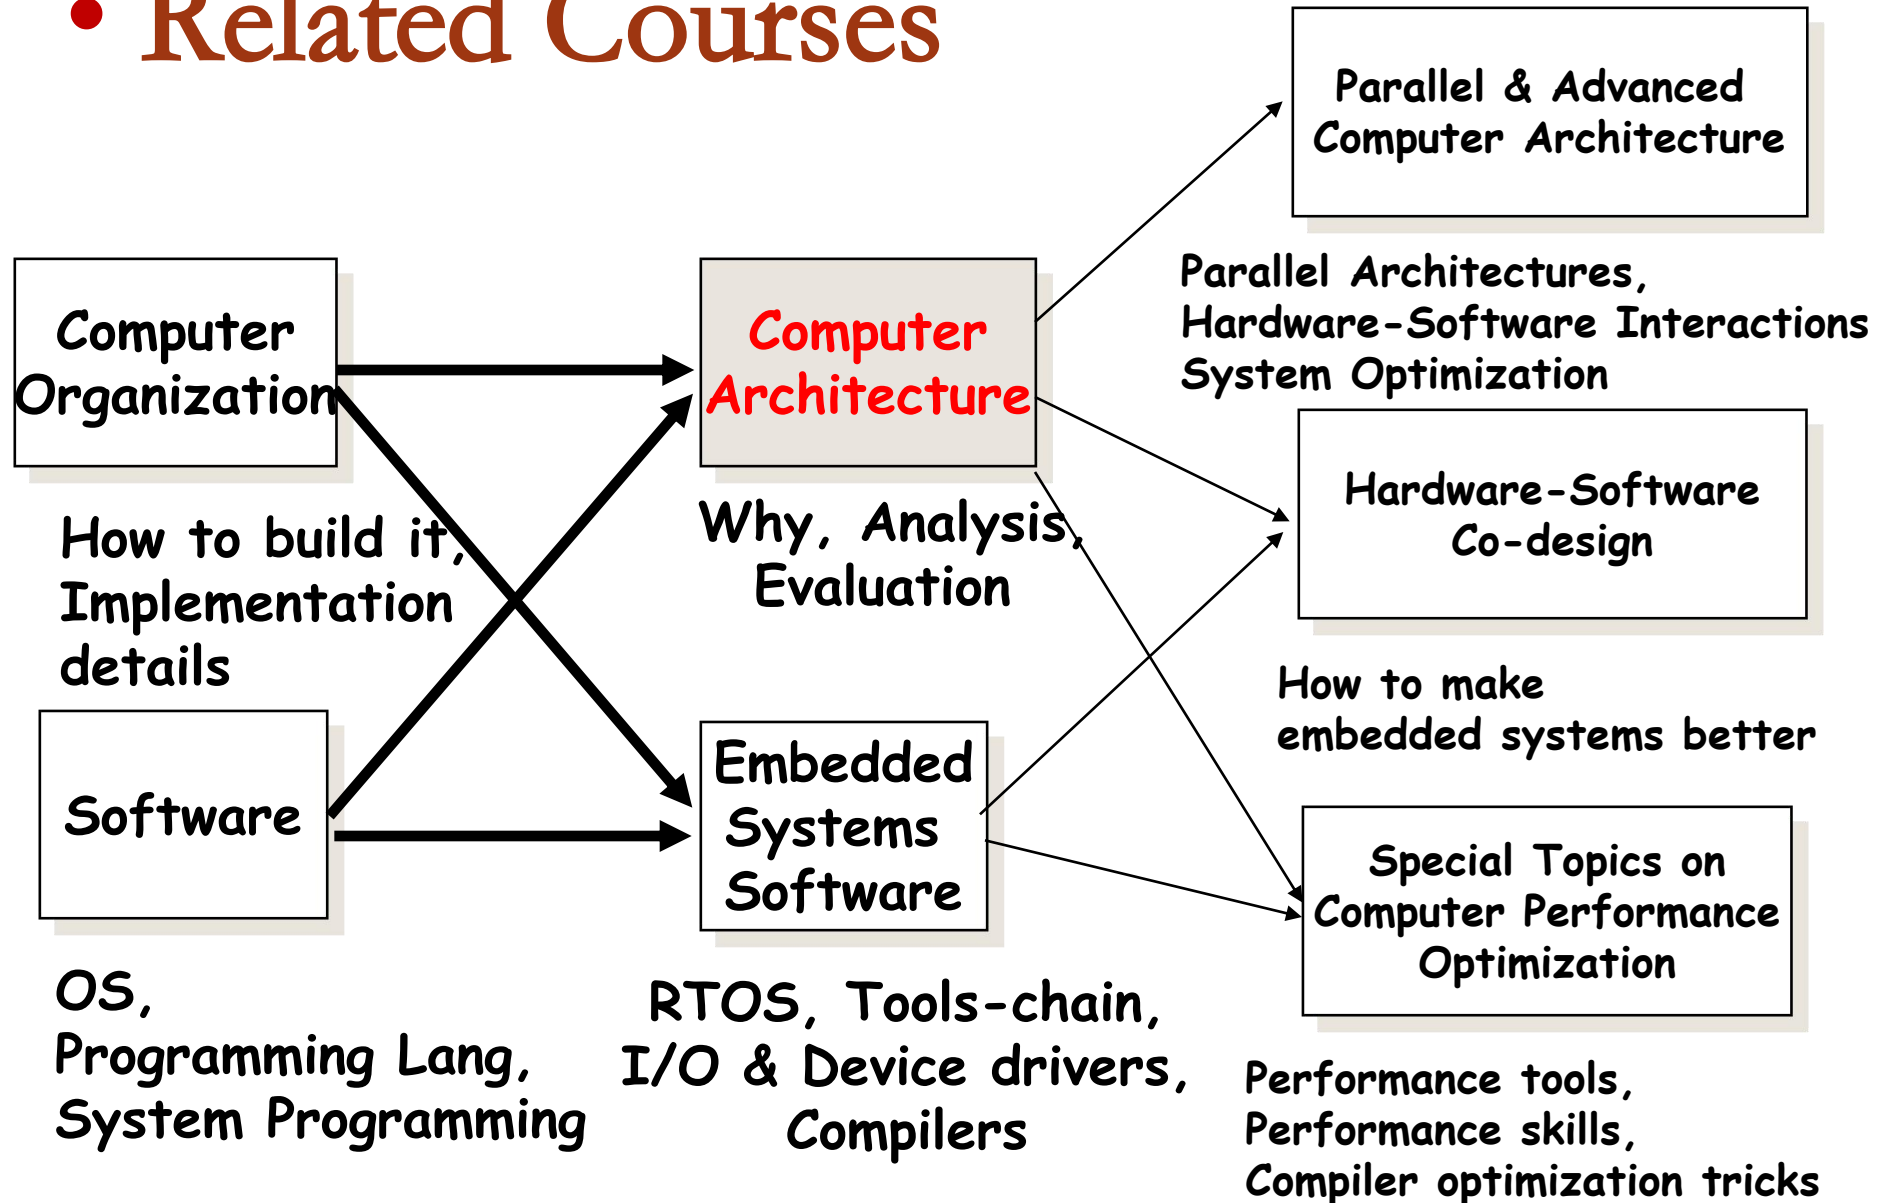 • Related Courses
Parallel & Advanced
Computer Architecture
Parallel Architectures,
Hardware-Software Interactions
System Optimization
Computer
Organization
How to build it,
Implementation
details
Computer
Architecture
Why, Analysis,
Evaluation
Hardware-Software
Co-design
How to make
embedded systems better
Software
OS,
Programming Lang,
System Programming
Embedded
Systems
Software
RTOS, Tools-chain,
I/O & Device drivers,
Compilers
Special Topics on
Computer Performance
Optimization
Performance tools,
Performance skills,
Compiler optimization tricks